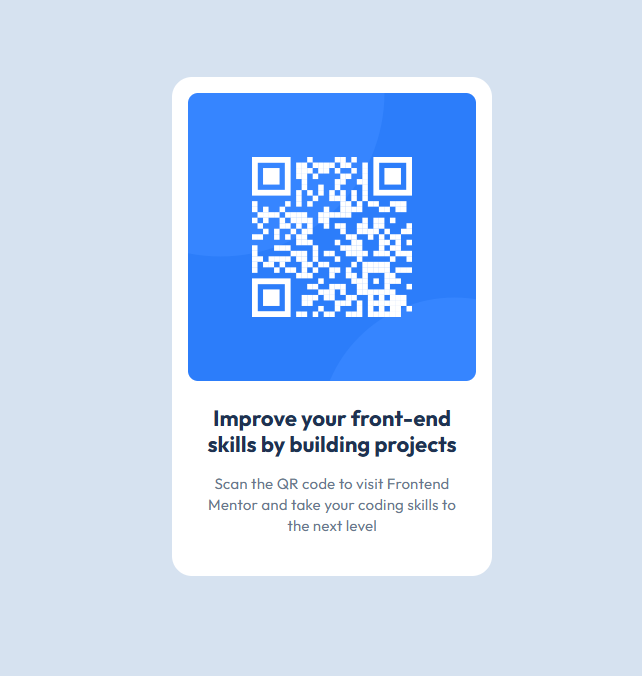 Improve your front-end
skills by building projects
Scan the QR code to visit Frontend
Mentor and take your coding skills to
the next level